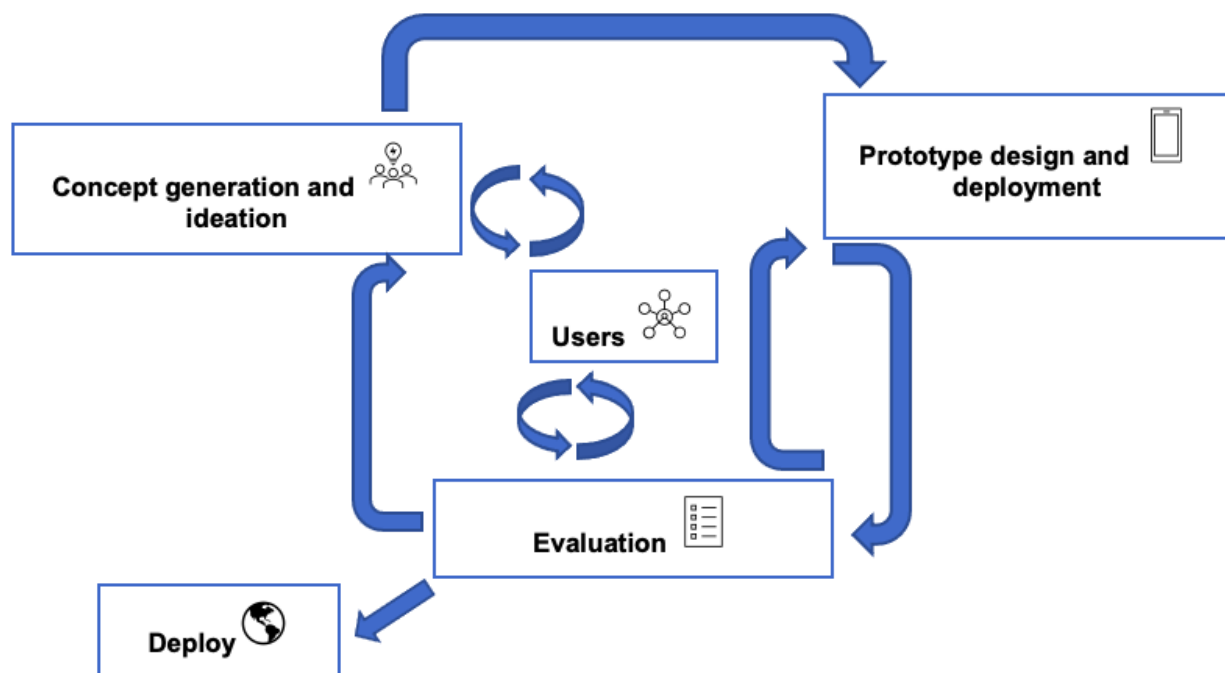 Concept generation and
ideation
Prototype design and
deployment
Users
Evaluation
Deploy